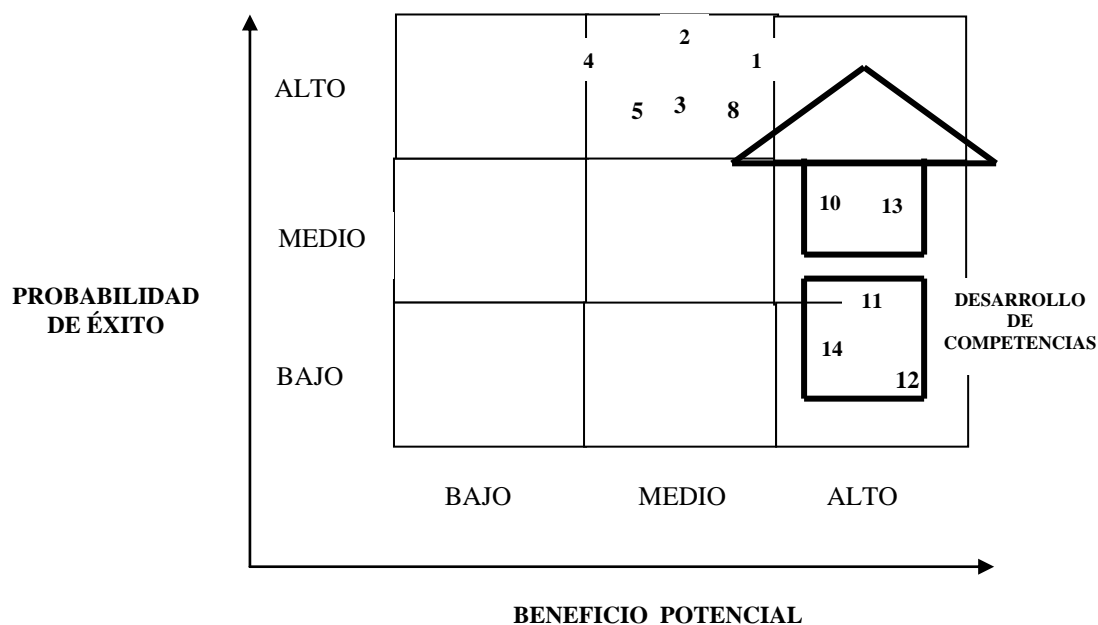 2
4
1
ALTO
5
3
8
10
13
MEDIO
PROBABILIDAD
DE ÉXITO
11
DESARROLLO
DE
COMPETENCIAS
14
BAJO
12
BAJO
MEDIO
ALTO
BENEFICIO POTENCIAL